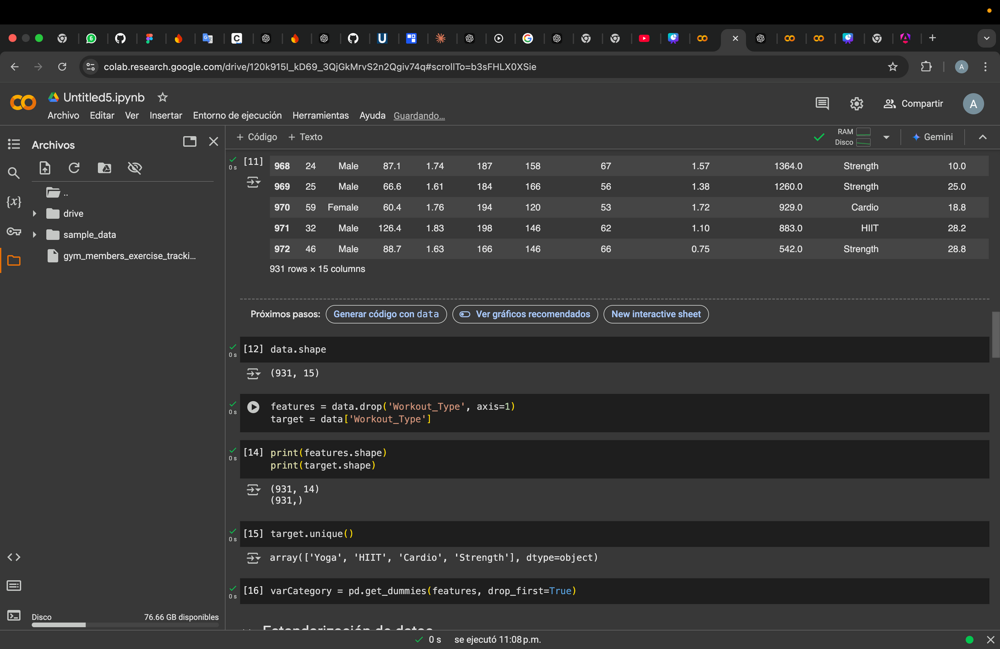 colab.research.google.com/drive/120k915I_kD69_3QjGkMrvS2n2Qgiv74q#scrollTo=b3sFHLX0XSie
A
Untitled5.ipynb
Archivo Editar Ver Insertar Entorno de ejecución Herramientas Ayuda Guardando...
Compartir
A
Archivos
..
drive
sample_data
gym_members_exercise_tracki...
Disco 76.66 GB disponibles
+ Código + Texto
RAM
Disco
Gemini
0 s [11]
968 24 Male 87.1 1.74 187 158 67 1.57 1364.0 Strength 10.0
969 25 Male 66.6 1.61 184 166 56 1.38 1260.0 Strength 25.0
970 59 Female 60.4 1.76 194 120 53 1.72 929.0 Cardio 18.8
971 32 Male 126.4 1.83 198 146 62 1.10 883.0 HIIT 28.2
972 46 Male 88.7 1.63 166 146 66 0.75 542.0 Strength 28.8
931 rows × 15 columns
Próximos pasos: Generar código con data Ver gráficos recomendados New interactive sheet
0 s [12] data.shape
(931, 15)
0 s features = data.drop('Workout_Type', axis=1)
target = data['Workout_Type']
0 s [14] print(features.shape)
print(target.shape)
(931, 14)
(931,)
0 s [15] target.unique()
array(['Yoga', 'HIIT', 'Cardio', 'Strength'], dtype=object)
0 s [16] varCategory = pd.get_dummies(features, drop_first=True)
Estandarización de datos
0 s se ejecutó 11:08 p.m.